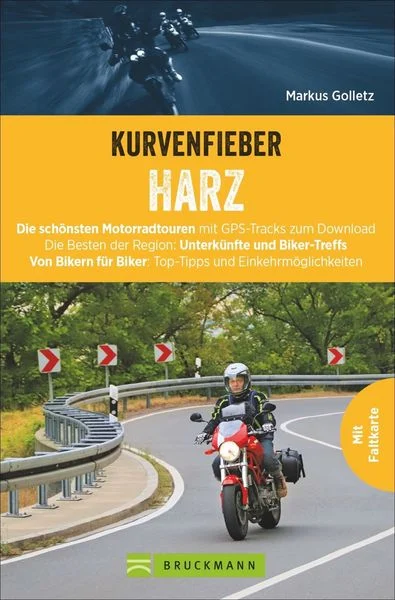 Markus Golletz
KURVENFIEBER
HARZ
Die schönsten Motorradtouren mit GPS-Tracks zum Download
Die Besten der Region: Unterkünfte und Biker-Treffs
Von Bikern für Biker: Top-Tipps und Einkehrmöglichkeiten
Mit
Faltkarte
BRUCKMANN